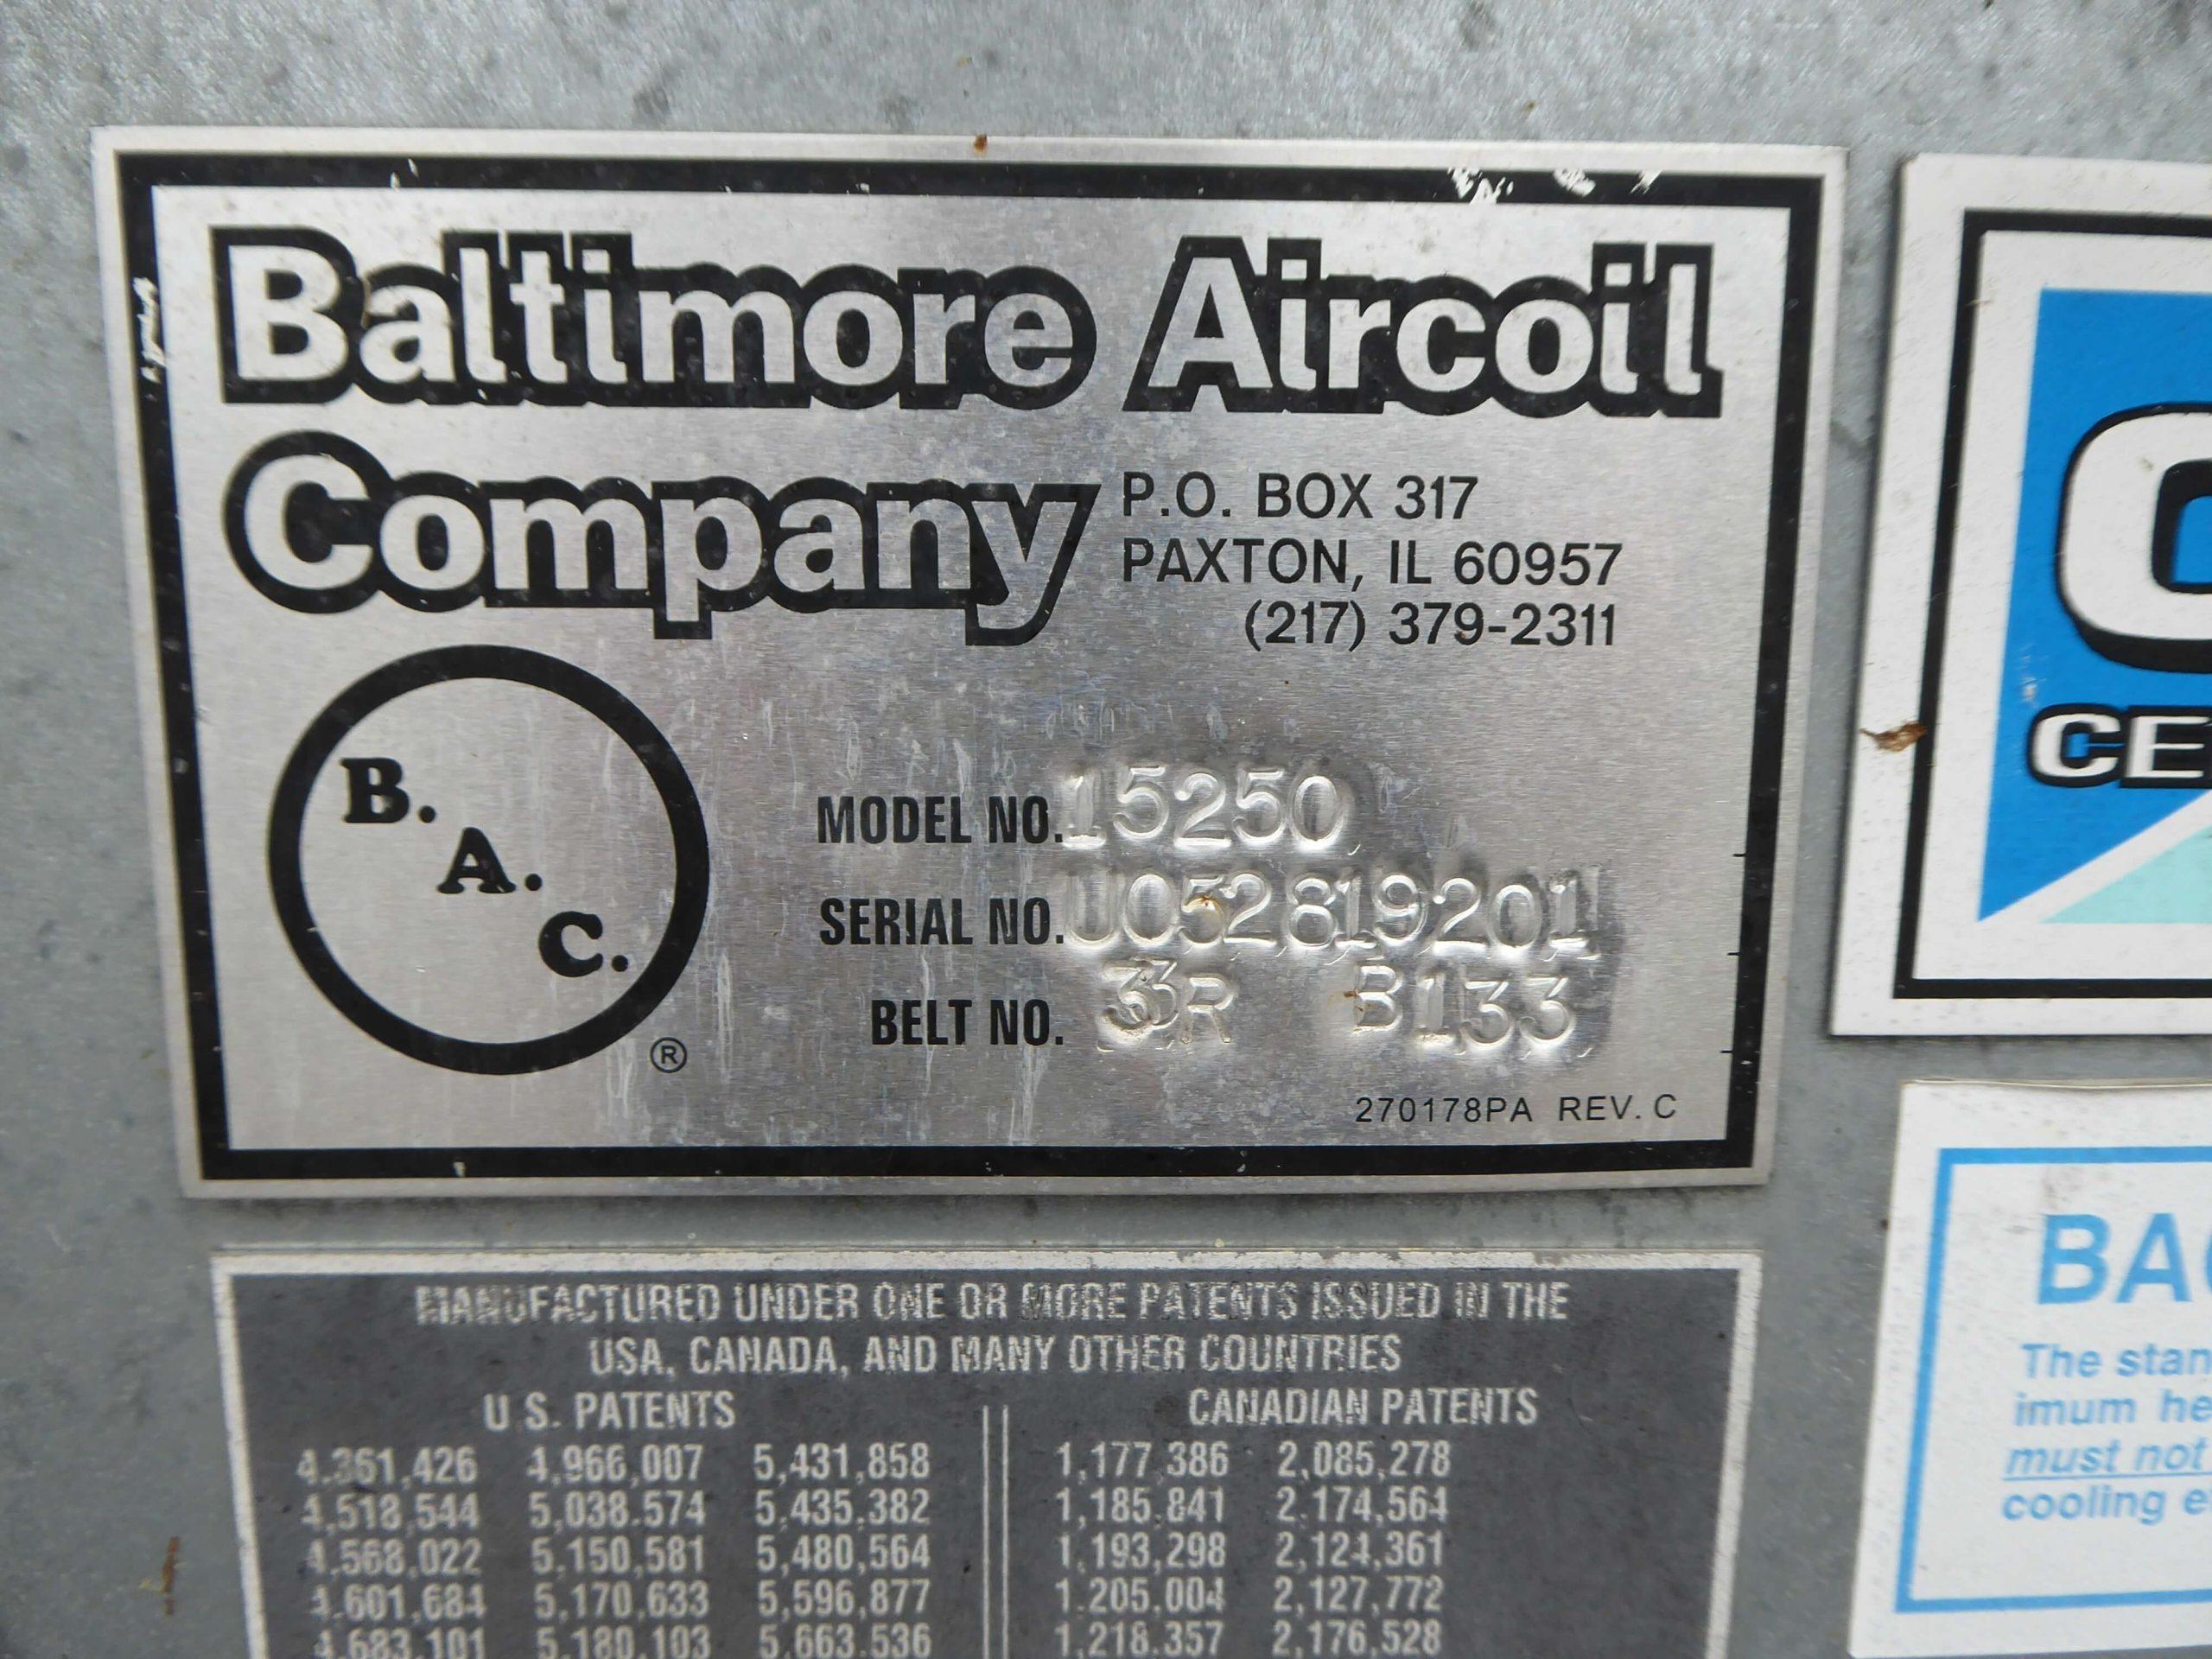 Baltimore Aircoil
Company
P.O. BOX 317
PAXTON, IL 60957
(217) 379-2311
B.
A.
C.
®
MODEL NO. 15250
SERIAL NO. U052819201
BELT NO. 33R B133
270178PA REV. C
MANUFACTURED UNDER ONE OR MORE PATENTS ISSUED IN THE
USA, CANADA, AND MANY OTHER COUNTRIES
U S. PATENTS
CANADIAN PATENTS
4,361,426 4,966,007 5,431,858 1,177,386 2,085,278
4,518,544 5,038,574 5,435,382 1,185,841 2,174,564
4,568,022 5,150,581 5,480,564 1,193,298 2,124,361
4,601,684 5,170,633 5,596,877 1,205,004 2,127,772
4,683,101 5,180,103 5,663,536 1,218,357 2,176,528
C
CE
BAC
The stan
imum he
must not
cooling e